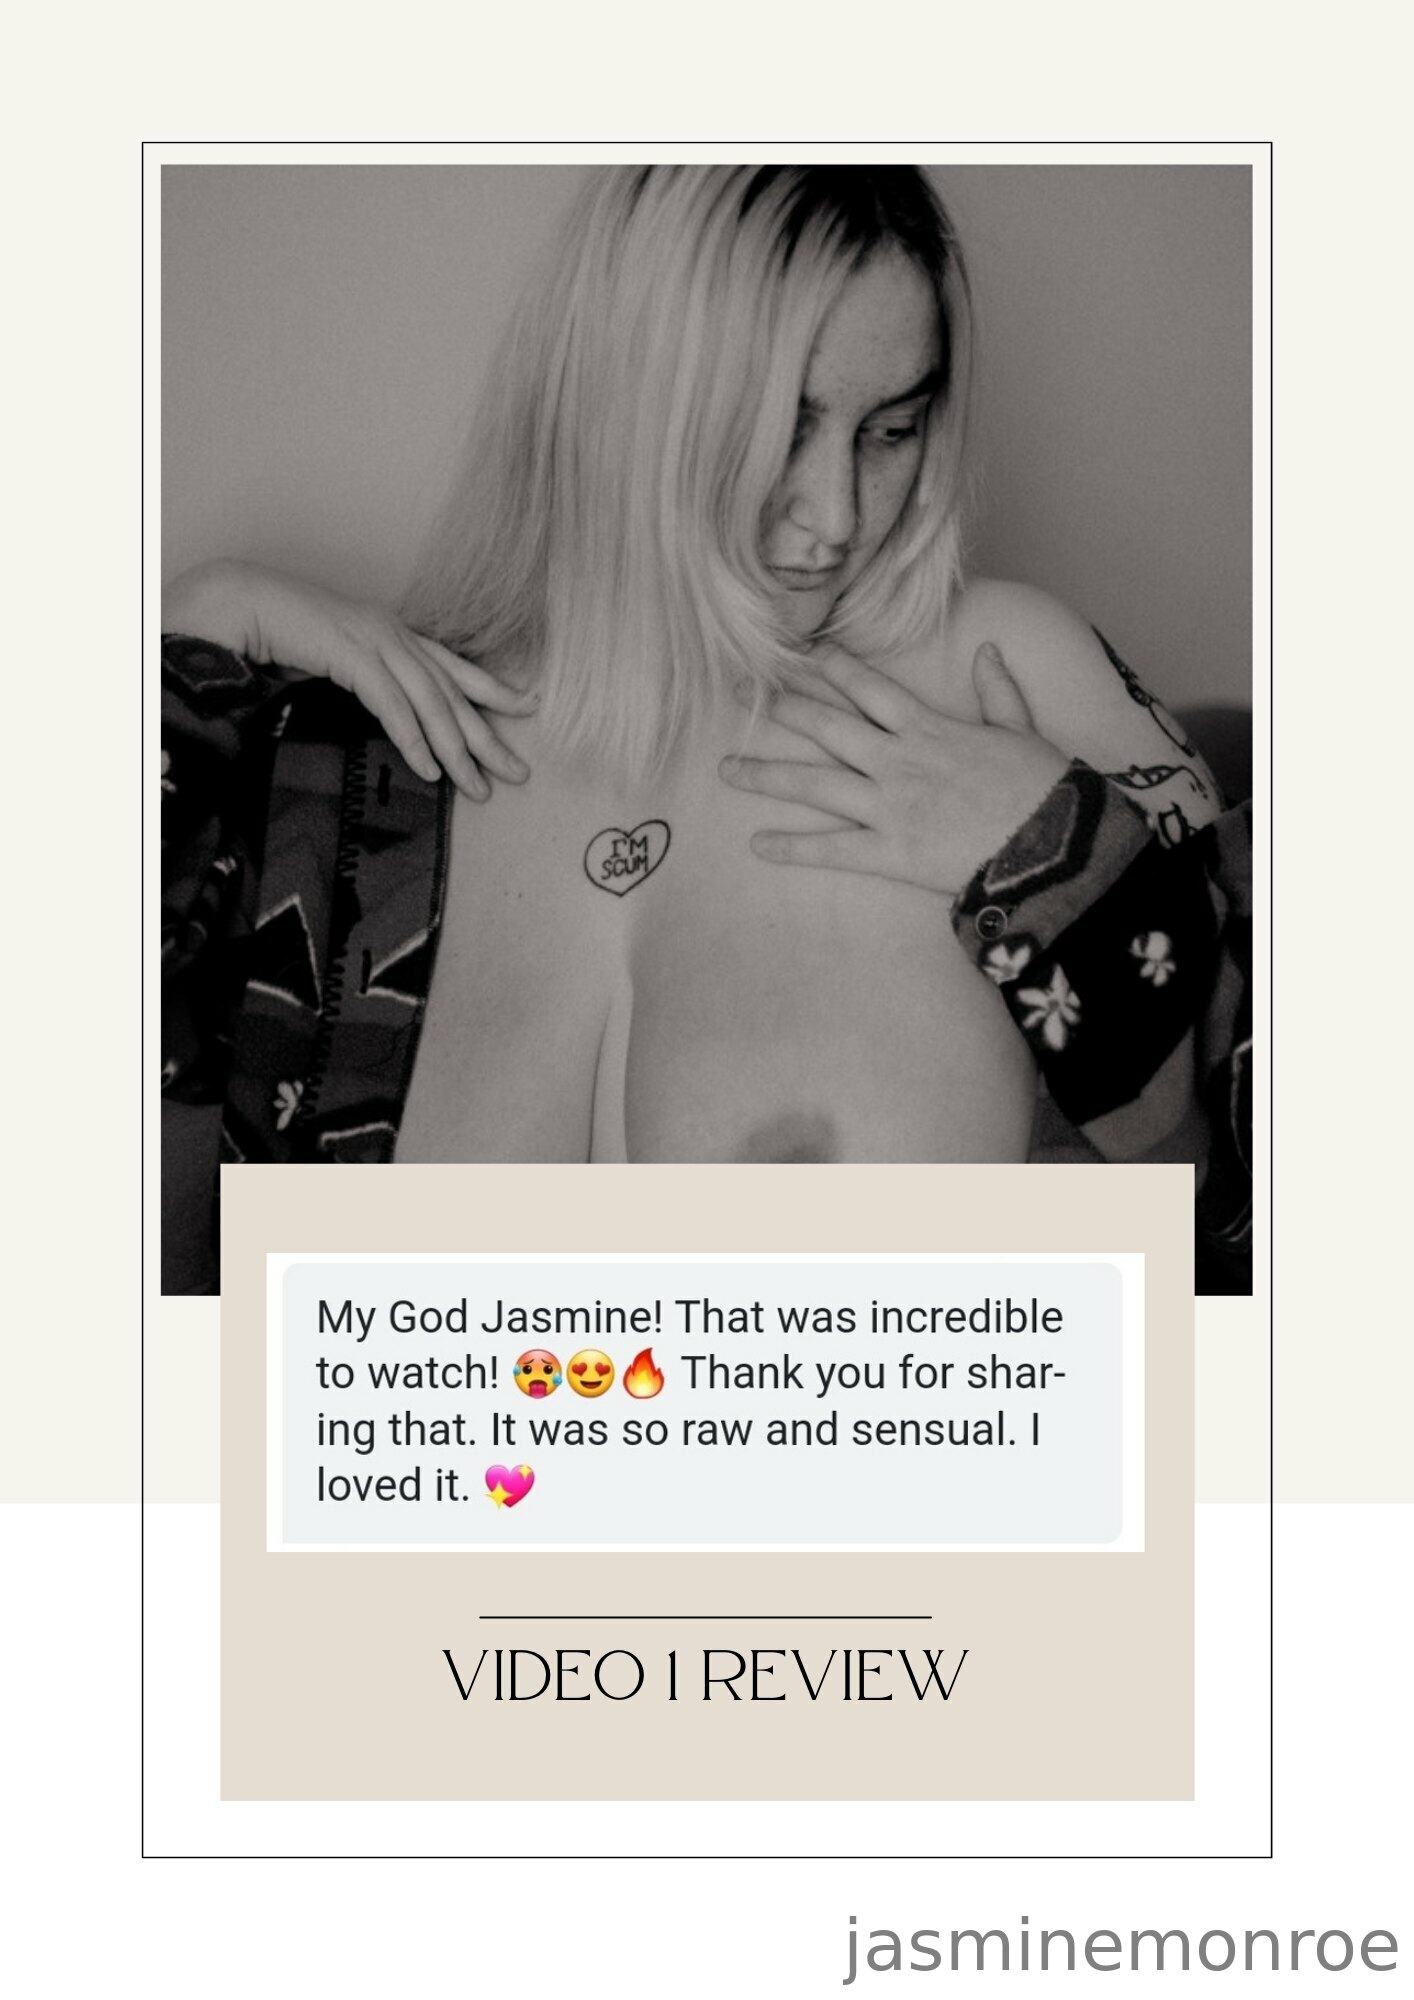 I'M
SCUM
My God Jasmine! That was incredible
to watch! 🥵😍🔥 Thank you for shar-
ing that. It was so raw and sensual. I
loved it. 💖
VIDEO 1 REVIEW
jasminemonroe